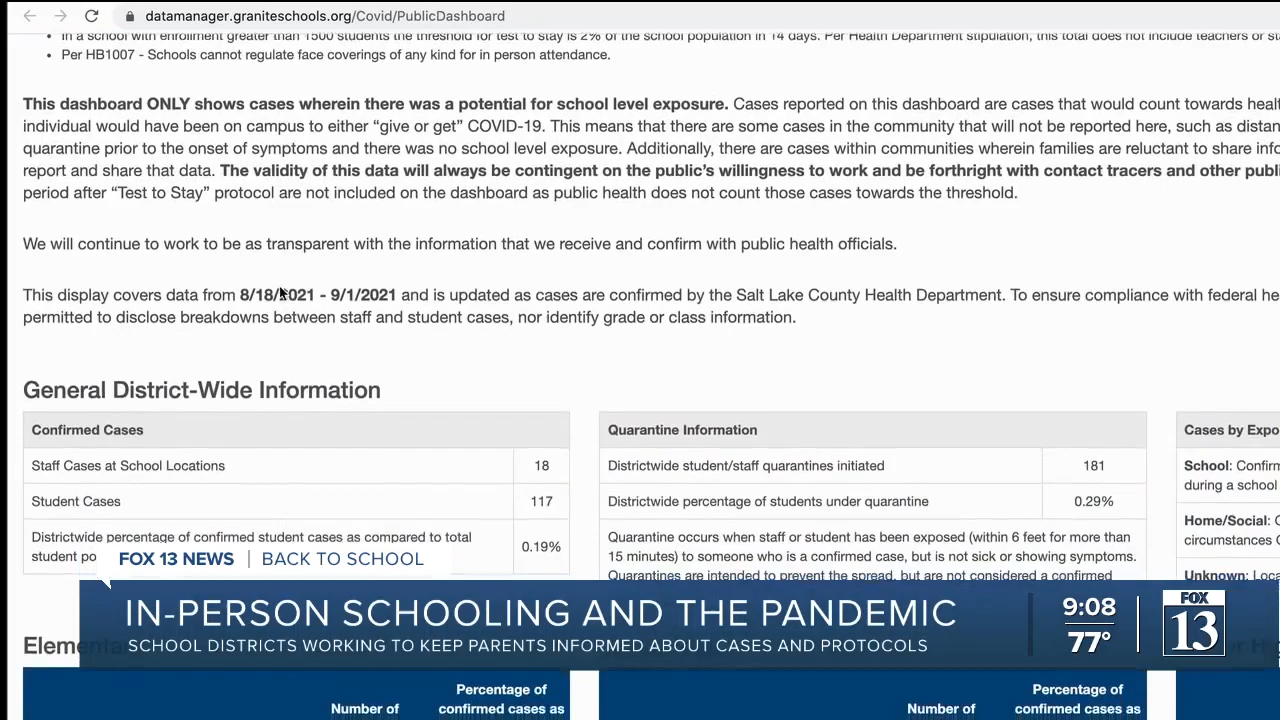 datamanager.graniteschools.org/Covid/PublicDashboard
In a school with enrollment greater than 1500 students the threshold for test to stay is 2% of the school population in 14 days. Per Health Department stipulation, this total does not include teachers or
Per HB1007 - Schools cannot regulate face coverings of any kind for in person attendance.
This dashboard ONLY shows cases wherein there was a potential for school level exposure. Cases reported on this dashboard are cases that would count towards
individual would have been on campus to either “give or get” COVID-19. This means that there are some cases in the community that will not be reported here, such as
quarantine prior to the onset of symptoms and there was no school level exposure. Additionally, there are cases within communities wherein families are reluctant to share
report and share that data. The validity of this data will always be contingent on the public’s willingness to work and be forthright with contact tracers and other
period after “Test to Stay” protocol are not included on the dashboard as public health does not count those cases towards the threshold.
We will continue to work to be as transparent with the information that we receive and confirm with public health officials.
This display covers data from 8/18/2021 - 9/1/2021 and is updated as cases are confirmed by the Salt Lake County Health Department. To ensure compliance with federal
permitted to disclose breakdowns between staff and student cases, nor identify grade or class information.
General District-Wide Information
Confirmed Cases
Staff Cases at School Locations 18
Student Cases 117
Districtwide percentage of confirmed student cases as compared to total
student 0.19%
Quarantine Information
Districtwide student/staff quarantines initiated 181
Districtwide percentage of students under quarantine 0.29%
Quarantine occurs when staff or student has been exposed (within 6 feet for more than
15 minutes) to someone who is a confirmed case, but is not sick or showing symptoms.
Quarantines are intended to prevent the spread, but are not considered a confirmed
Cases by
School:
during a school
Home/Social:
circumstances
Unknown:
FOX 13 NEWS | BACK TO SCHOOL
IN-PERSON SCHOOLING AND THE PANDEMIC
SCHOOL DISTRICTS WORKING TO KEEP PARENTS INFORMED ABOUT CASES AND PROTOCOLS
9:08
77°
FOX
13
Number of
Percentage of
confirmed cases as
Number of
Percentage of
confirmed cases as